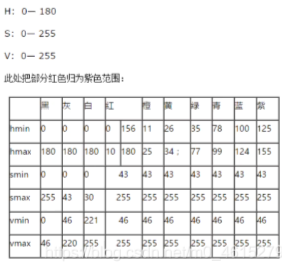 H: 0— 180
S: 0— 255
V: 0— 255
此处把部分红色归为紫色范围:
黑 灰 白 红 橙 黄 绿 青 蓝 紫
hmin 0 0 0 0 156 11 26 35 78 100 125
hmax 180 180 180 10 180 25 34; 77 99 124 155
smin 0 0 0 43 43 43 43 43 43 43
smax 255 43 30 255 255 255 255 255 255 255
vmin 0 46 221 46 46 46 46 46 46 46
vmax 46 220 255 255 255 255 255 255 255 255